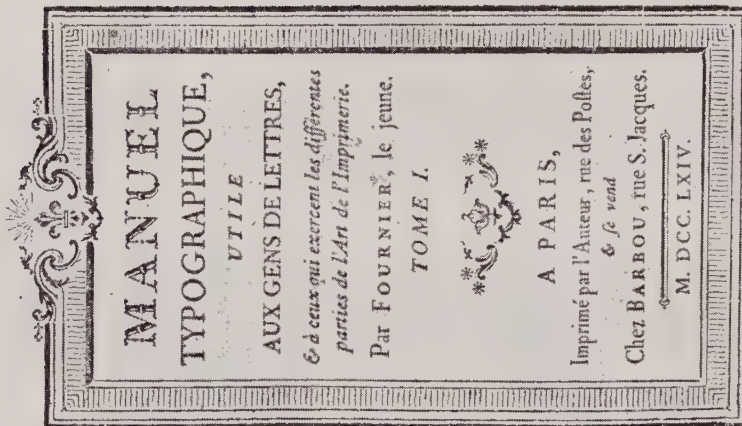 MANUEL
TYPOGRAPHIQUE,
UTILE
AUX GENS DE LETTRES,
& à ceux qui exercent les différentes
parties de l'Art de l'Imprimerie.
Par FOURNIER, le jeune.
TOME I.
A PARIS,
Imprimé par l'Auteur, rue des Postes,
& se vend
Chez BARBOU, rue S. Jacques.
M. DCC. LXIV.